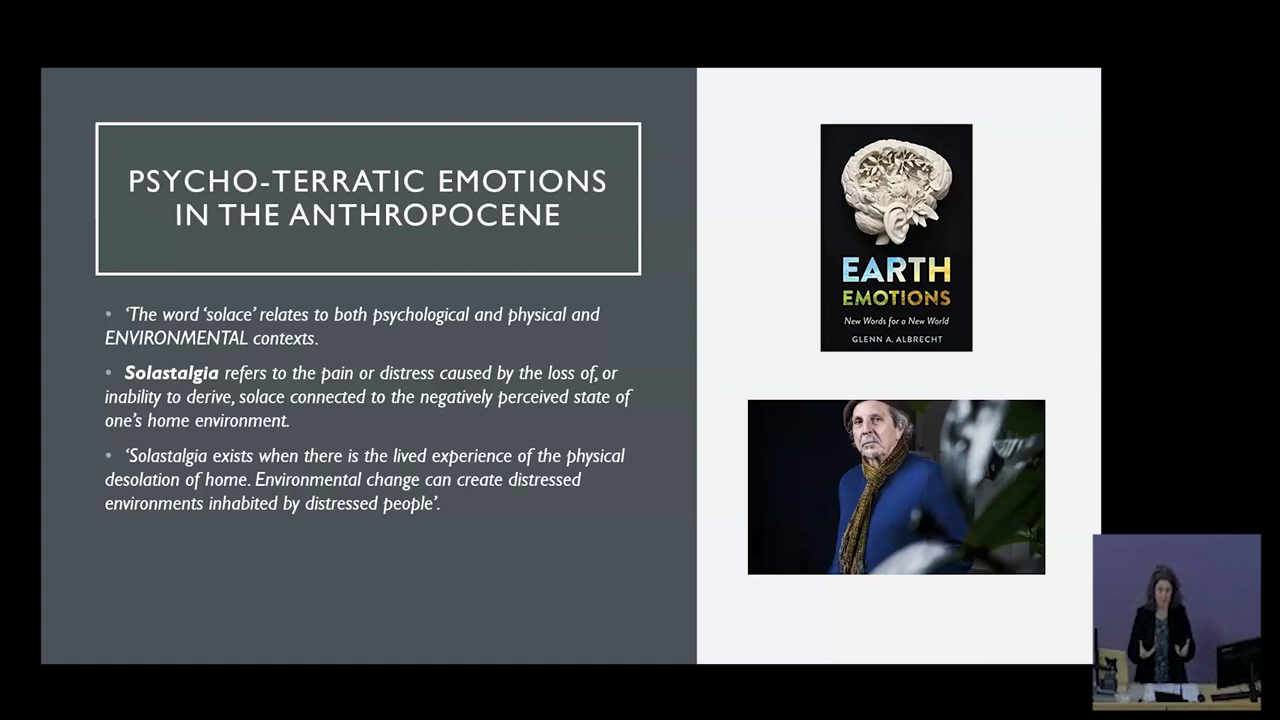 PSYCHO-TERRATIC EMOTIONS
IN THE ANTHROPOCENE
• ‘The word ‘solace’ relates to both psychological and physical and
ENVIRONMENTAL contexts.
• Solastalgia refers to the pain or distress caused by the loss of, or
inability to derive, solace connected to the negatively perceived state of
one’s home environment.
• ‘Solastalgia exists when there is the lived experience of the physical
desolation of home. Environmental change can create distressed
environments inhabited by distressed people’.
EARTH
EMOTIONS
New Words for a New World
GLENN A. ALBRECHT